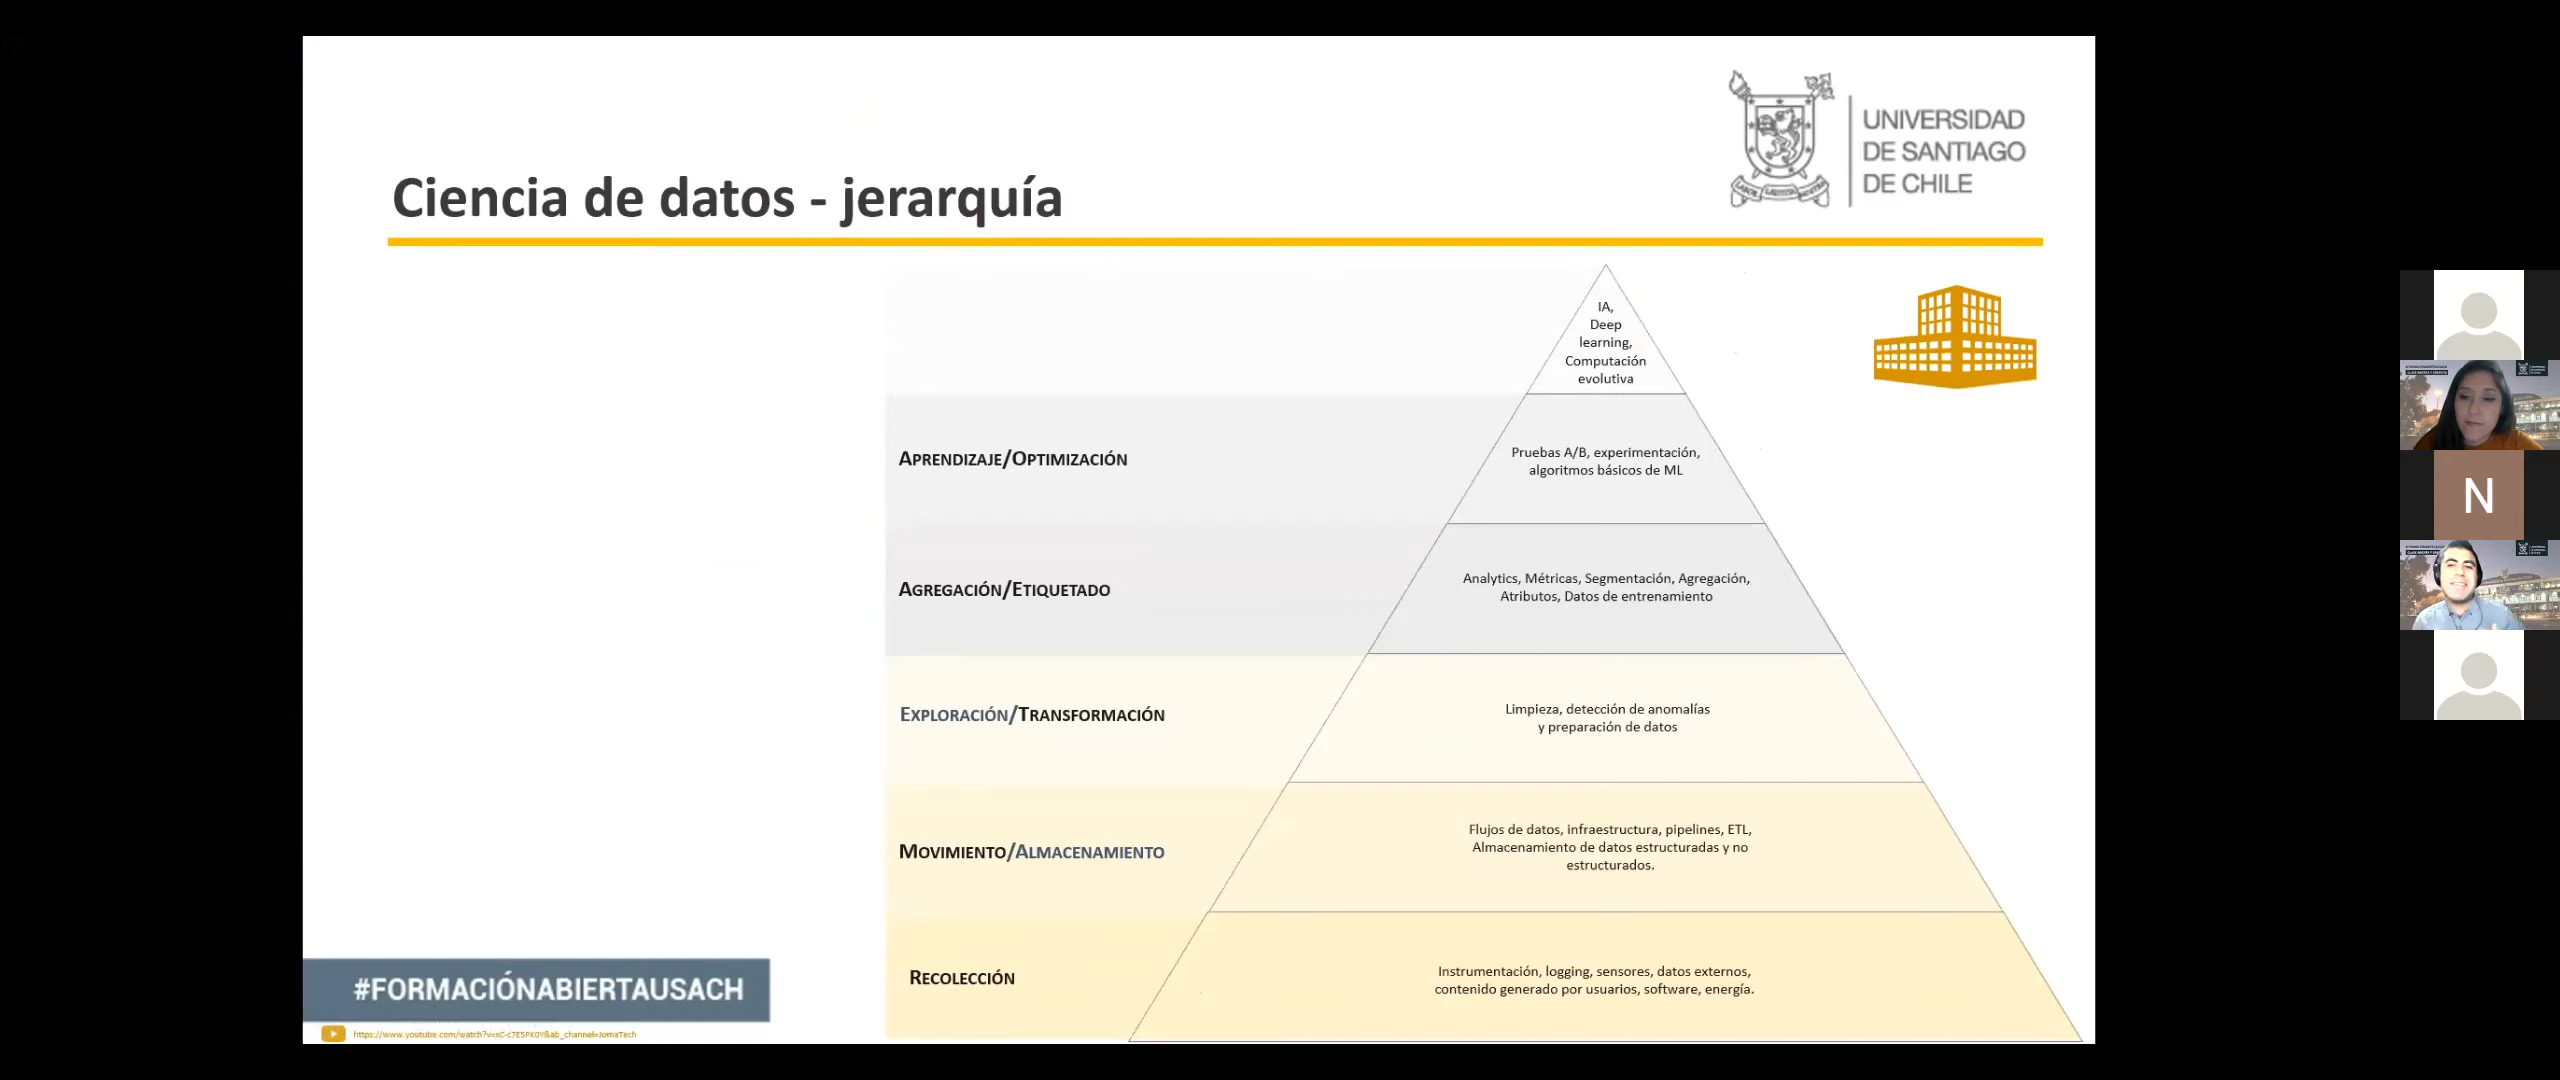 UNIVERSIDAD
DE SANTIAGO
DE CHILE
Ciencia de datos - jerarquía
IA,
Deep
learning,
Computación
evolutiva
APRENDIZAJE/OPTIMIZACIÓN
Pruebas A/B, experimentación,
algoritmos básicos de ML
AGREGACIÓN/ETIQUETADO
Analytics, Métricas, Segmentación, Agregación,
Atributos, Datos de entrenamiento
EXPLORACIÓN/TRANSFORMACIÓN
Limpieza, detección de anomalías
y preparación de datos
MOVIMIENTO/ALMACENAMIENTO
Flujos de datos, infraestructura, pipelines, ETL,
Almacenamiento de datos estructuradas y no
estructurados.
RECOLECCIÓN
Instrumentación, logging, sensores, datos externos,
contenido generado por usuarios, software, energía.
#FORMACIÓNABIERTAUSACH
N